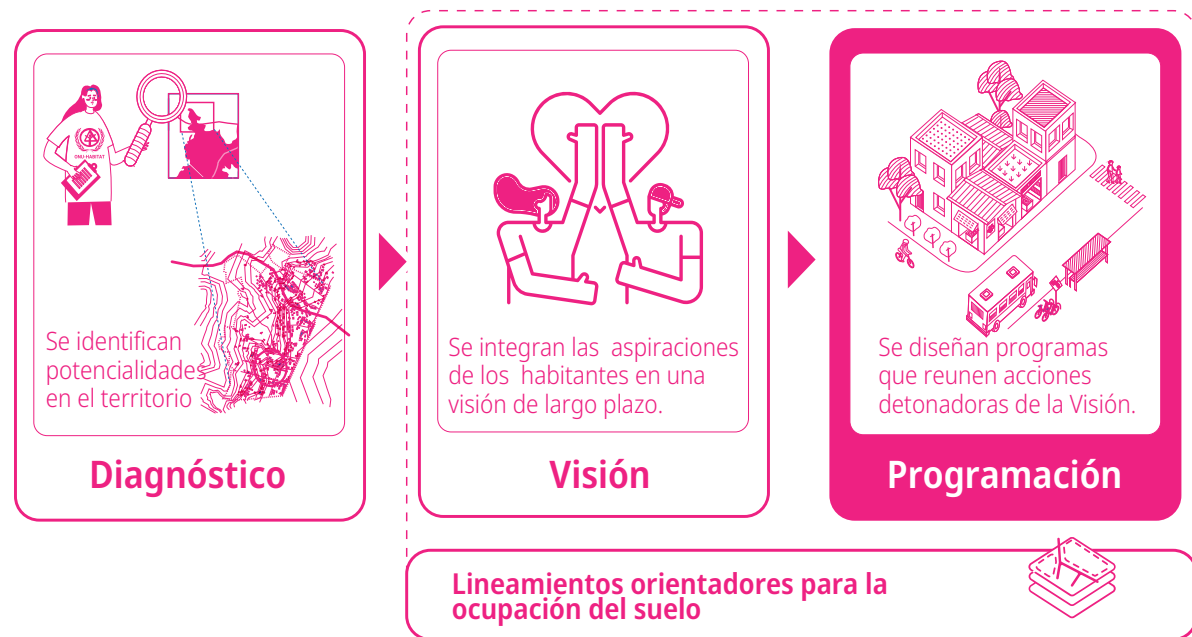 ONU-HABITAT
Se identifican
potencialidades
en el territorio
Diagnóstico
Se integran las aspiraciones
de los habitantes en una
visión de largo plazo.
Visión
Se diseñan programas
que reunen acciones
detonadoras de la Visión.
Programación
Lineamientos orientadores para la
ocupación del suelo